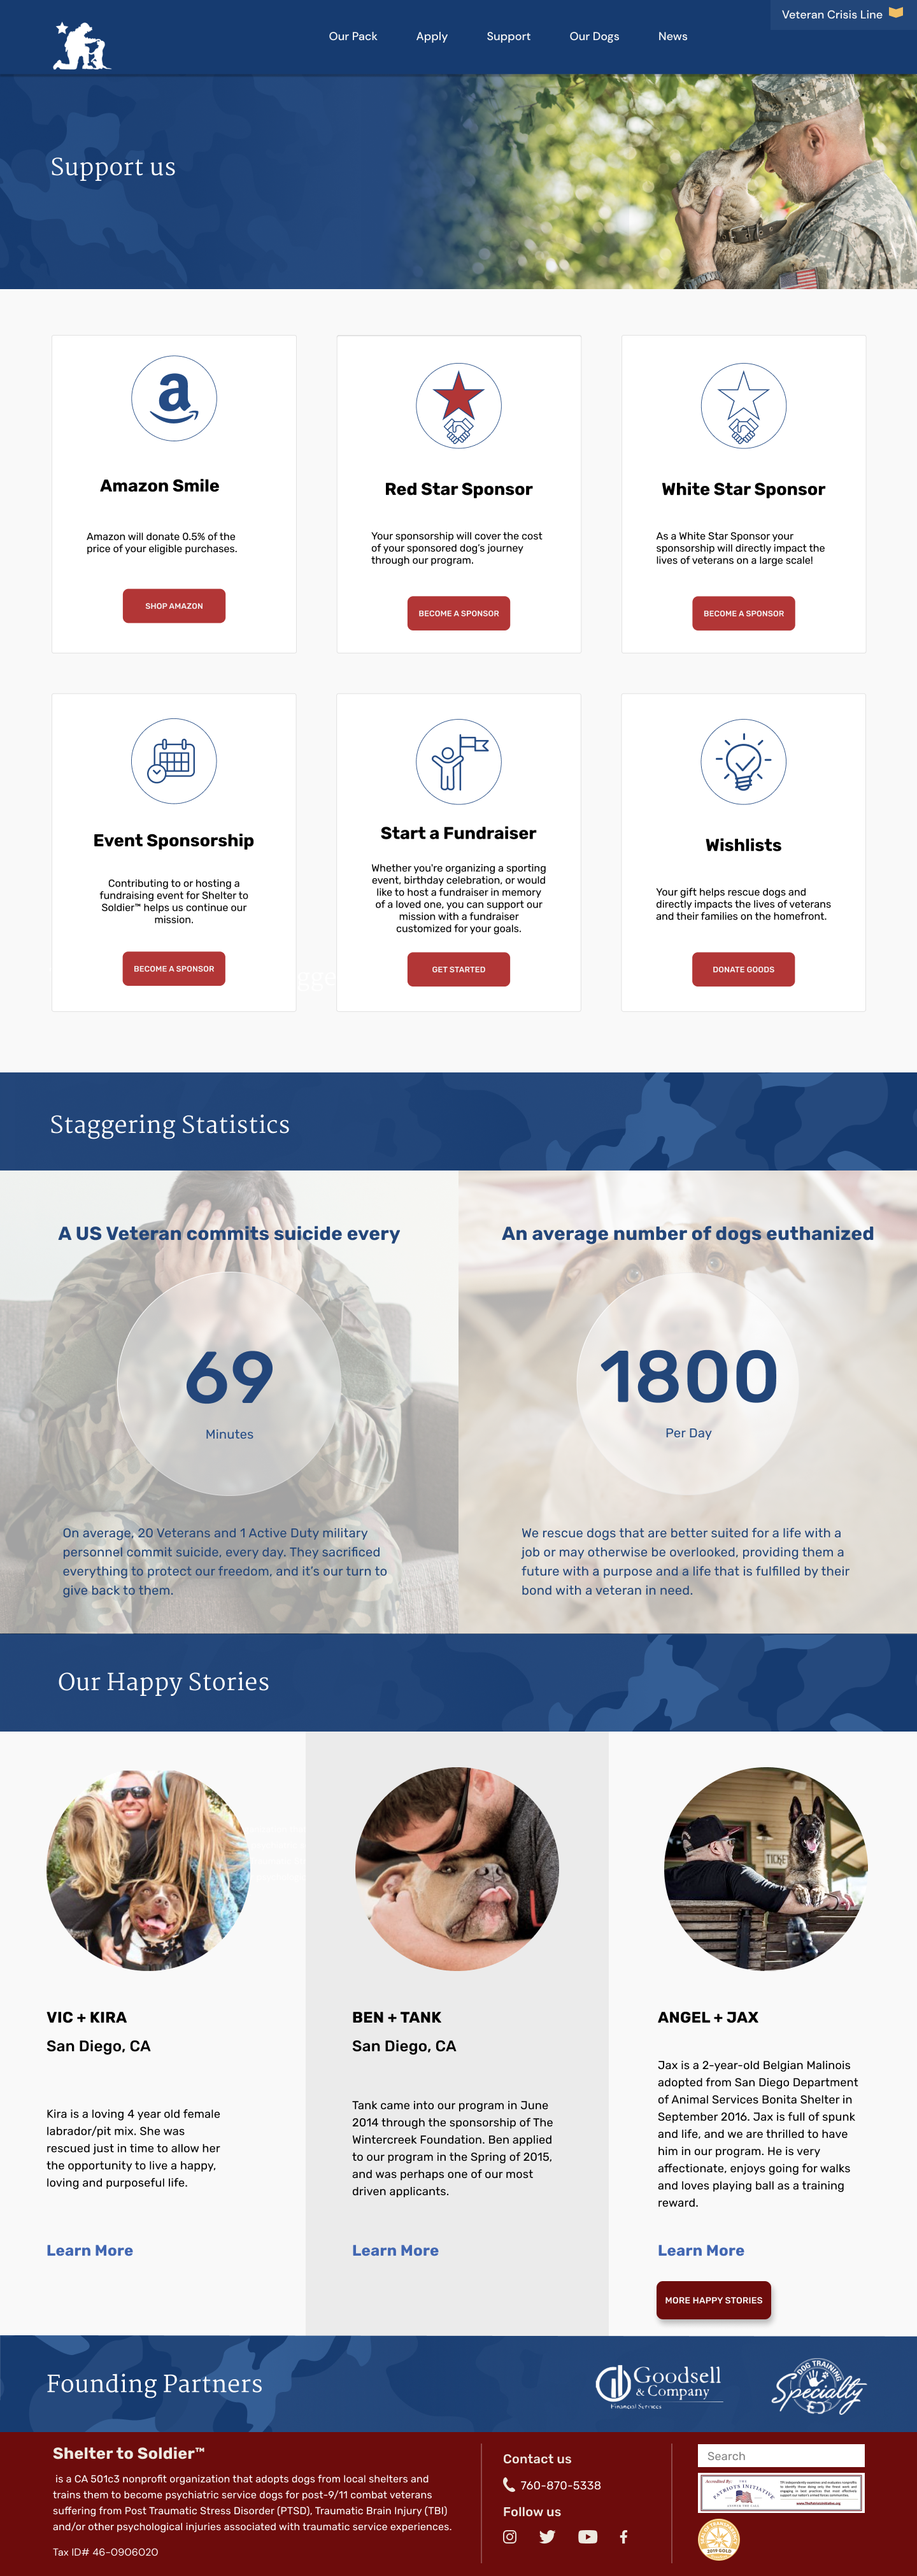 Veteran Crisis Line
Our Pack
Apply
Support
Our Dogs
News
Support us
a
Amazon Smile
Amazon will donate 0.5% of the
price of your eligible purchases.
SHOP AMAZON
Red Star Sponsor
Your sponsorship will cover the cost
of your sponsored dog's journey
through our program.
BECOME A SPONSOR
White Star Sponsor
As a White Star Sponsor your
sponsorship will directly impact the
lives of veterans on a large scale!
BECOME A SPONSOR
Event Sponsorship
Contributing to or hosting a
fundraising event for Shelter to
Soldier™ helps us continue our
mission.
BECOME A SPONSOR
gge
Start a Fundraiser
Whether you're organizing a sporting
event, birthday celebration, or would
like to host a fundraiser in memory
of a loved one, you can support our
mission with a fundraiser
customized for your goals.
GET STARTED
Wishlists
Your gift helps rescue dogs and
directly impacts the lives of veterans
and their families on the homefront.
DONATE GOODS
Staggering Statistics
A US Veteran commits suicide every
69
Minutes
On average, 20 Veterans and 1 Active Duty military
personnel commit suicide, every day. They sacrificed
everything to protect our freedom, and it's our turn to
give back to them.
An average number of dogs euthanized
1800
Per Day
We rescue dogs that are better suited for a life with a
job or may otherwise be overlooked, providing them a
future with a purpose and a life that is fulfilled by their
bond with a veteran in need.
Our Happy Stories
VIC + KIRA
San Diego, CA
Kira is a loving 4 year old female
labrador/pit mix. She was
rescued just in time to allow her
the opportunity to live a happy,
loving and purposeful life.
Learn More
BEN + TANK
San Diego, CA
Tank came into our program in June
2014 through the sponsorship of The
Wintercreek Foundation. Ben applied
to our program in the Spring of 2015,
and was perhaps one of our most
driven applicants.
Learn More
TICKET
ANGEL + JAX
Jax is a 2-year-old Belgian Malinois
adopted from San Diego Department
of Animal Services Bonita Shelter in
September 2016. Jax is full of spunk
and life, and we are thrilled to have
him in our program. He is very
affectionate, enjoys going for walks
and loves playing ball as a training
reward.
Learn More
MORE HAPPY STORIES
Founding Partners
Goodsell
& Company
Financial Services
DOG TRAINING
Specialty
Shelter to Soldier™
is a CA 501c3 nonprofit organization that adopts dogs from local shelters and
trains them to become psychiatric service dogs for post-9/11 combat veterans
suffering from Post Traumatic Stress Disorder (PTSD), Traumatic Brain Injury (TBI)
and/or other psychological injuries associated with traumatic service experiences.
Tax ID# 46-0906020
Contact us
760-870-5338
Follow us
Search
Accredited By:
THE
PATRIOTS INITIATIVE
2019 GOLD